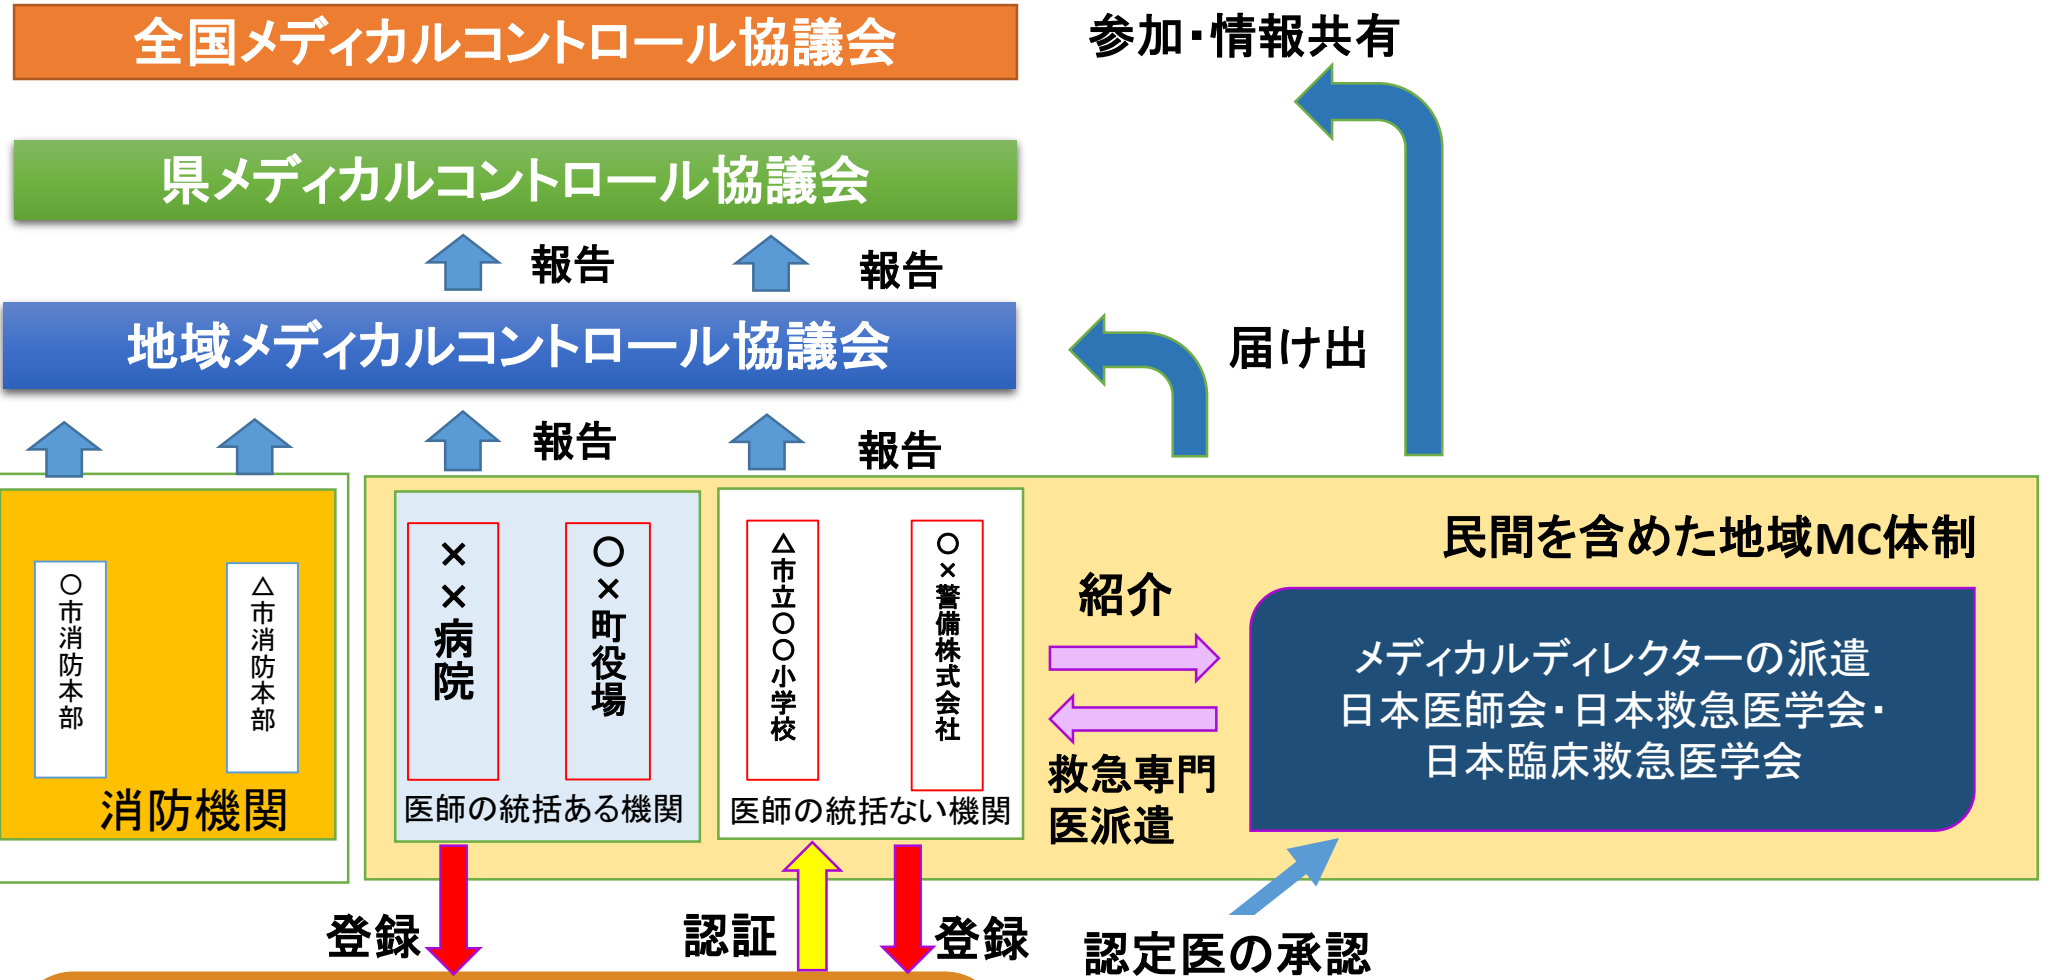 全国メディカルコントロール協議会
参加・情報共有
県メディカルコントロール協議会
報告
報告
地域メディカルコントロール協議会
届け出
報告
報告
民間を含めた地域MC体制
〇市消防本部
△市消防本部
消防機関
××病院
〇×町役場
医師の統括ある機関
△市立〇〇小学校
〇×警備株式会社
医師の統括ない機関
紹介
救急専門
医派遣
メディカルディレクターの派遣
日本医師会・日本救急医学会・
日本臨床救急医学会
登録
認証
登録
認定医の承認